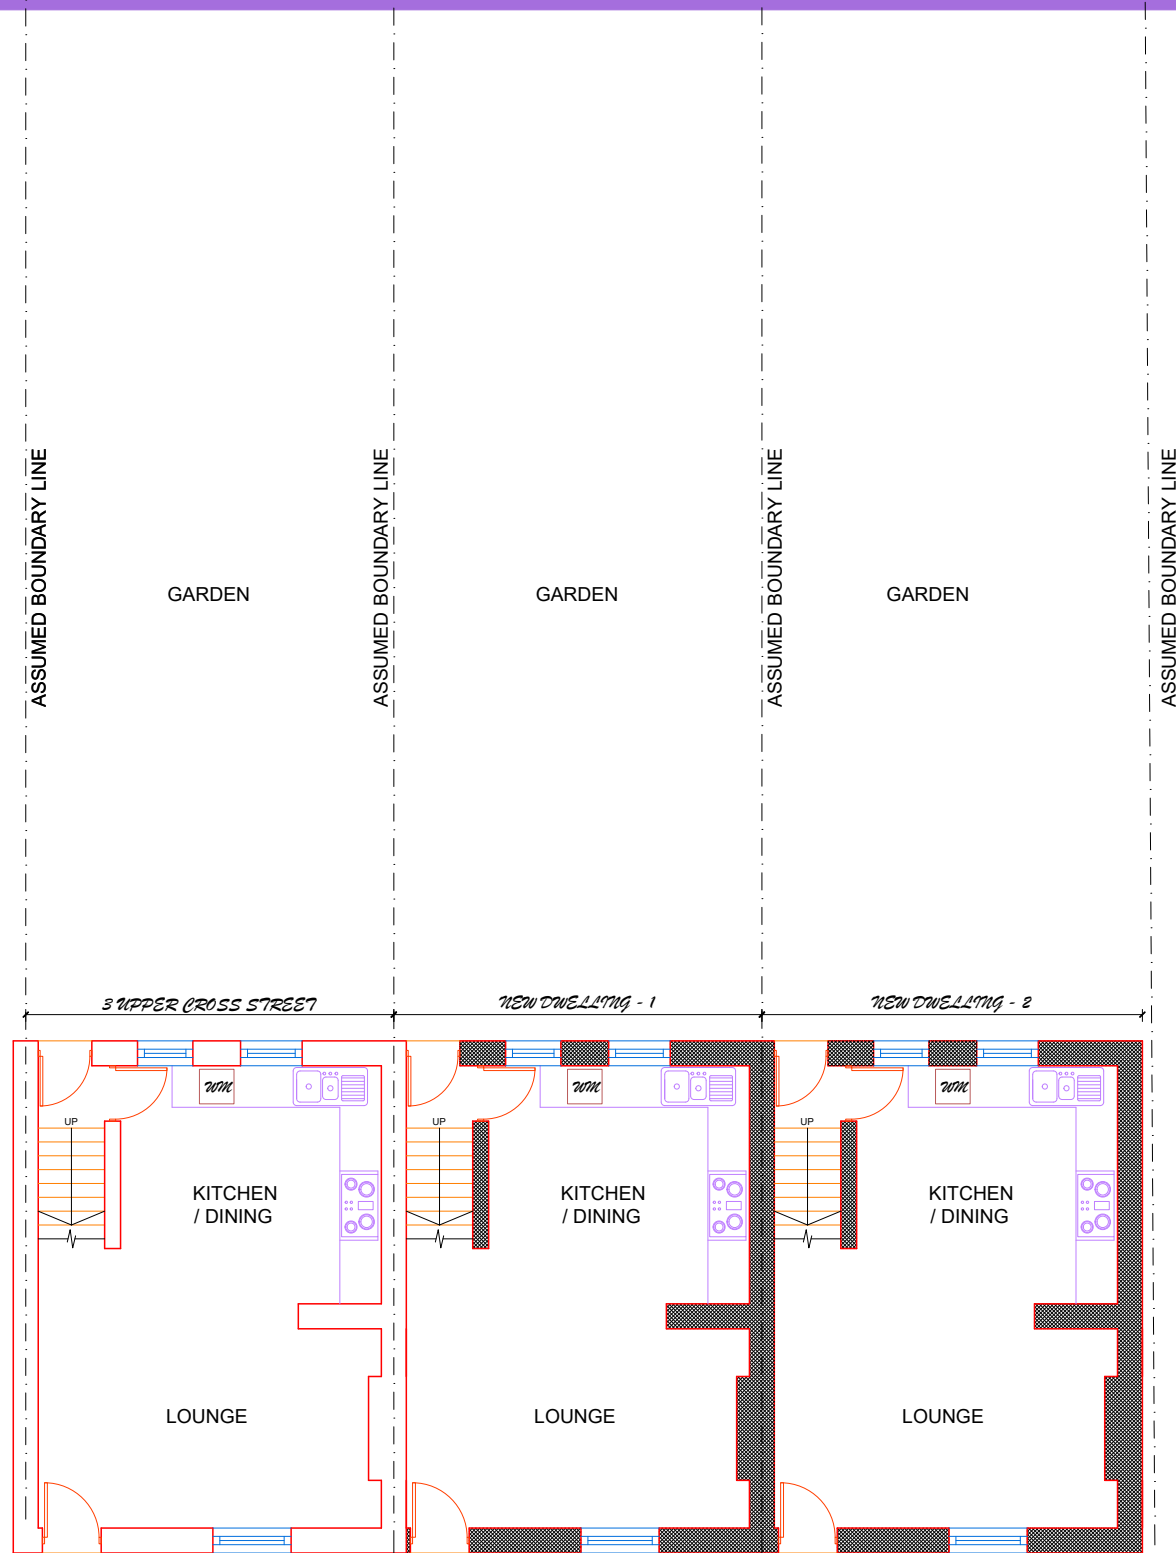 ASSUMED BOUNDARY LINE
ASSUMED BOUNDARY LINE
ASSUMED BOUNDARY LINE
ASSUMED BOUNDARY LINE
GARDEN
GARDEN
GARDEN
3 UPPER CROSS STREET
NEW DWELLING - 1
NEW DWELLING - 2
WM
WM
WM
UP
UP
UP
KITCHEN
/ DINING
KITCHEN
/ DINING
KITCHEN
/ DINING
LOUNGE
LOUNGE
LOUNGE